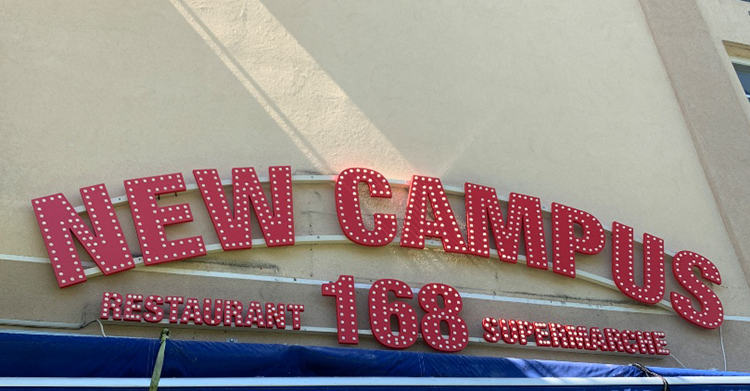 NEW CAMPUS
RESTAURANT 168 SUPERMARCHE